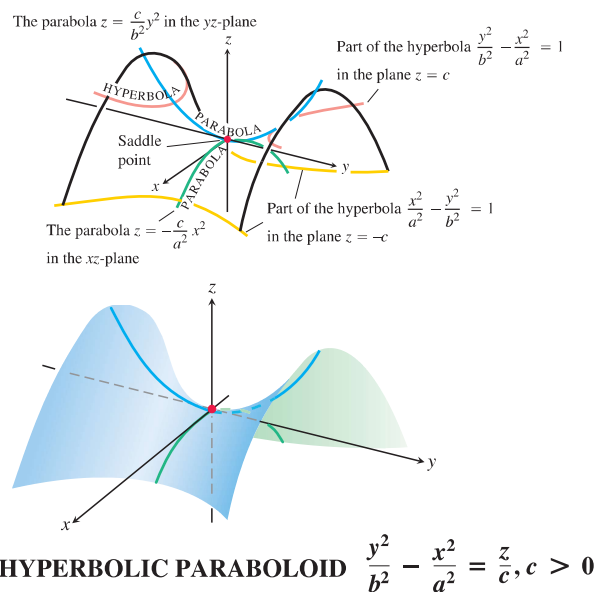 The parabola z = c/b² y² in the yz-plane
z
Part of the hyperbola y²/b² − x²/a² = 1
in the plane z = c
HYPERBOLA
PARABOLA
Saddle
point
PARABOLA
x
y
Part of the hyperbola x²/a² − y²/b² = 1
in the plane z = −c
The parabola z = −c/a² x²
in the xz-plane
z
y
x
HYPERBOLIC PARABOLOID y²/b² − x²/a² = z/c, c > 0